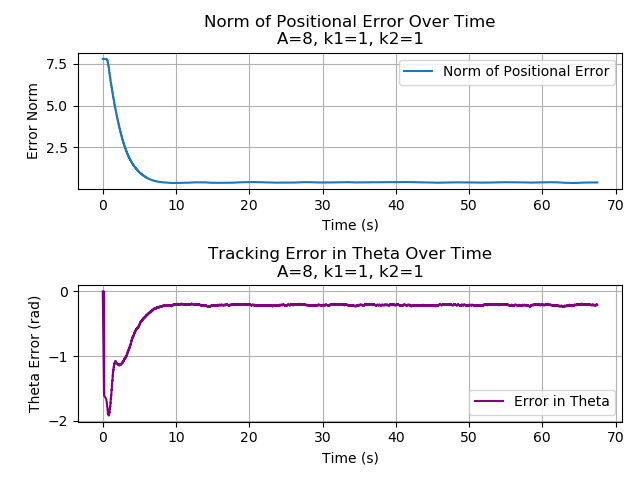 Norm of Positional Error Over Time
A=8, k1=1, k2=1
Error Norm
7.5
5.0
2.5
Norm of Positional Error
0 10 20 30 40 50 60 70
Time (s)
Tracking Error in Theta Over Time
A=8, k1=1, k2=1
Theta Error (rad)
0
−1
−2
Error in Theta
0 10 20 30 40 50 60 70
Time (s)